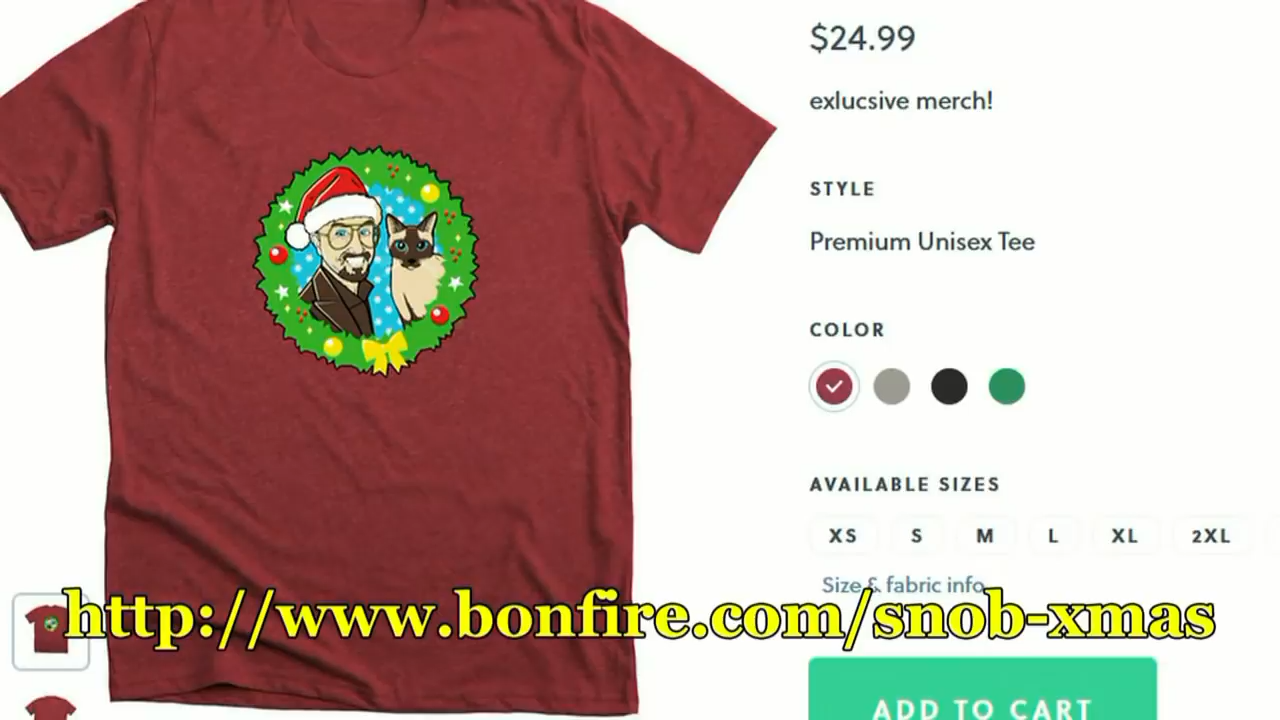 $24.99
exlucsive merch!
STYLE
Premium Unisex Tee
COLOR
AVAILABLE SIZES
XS S M L XL 2XL
Size & fabric info
http://www.bonfire.com/snob-xmas
ADD TO CART